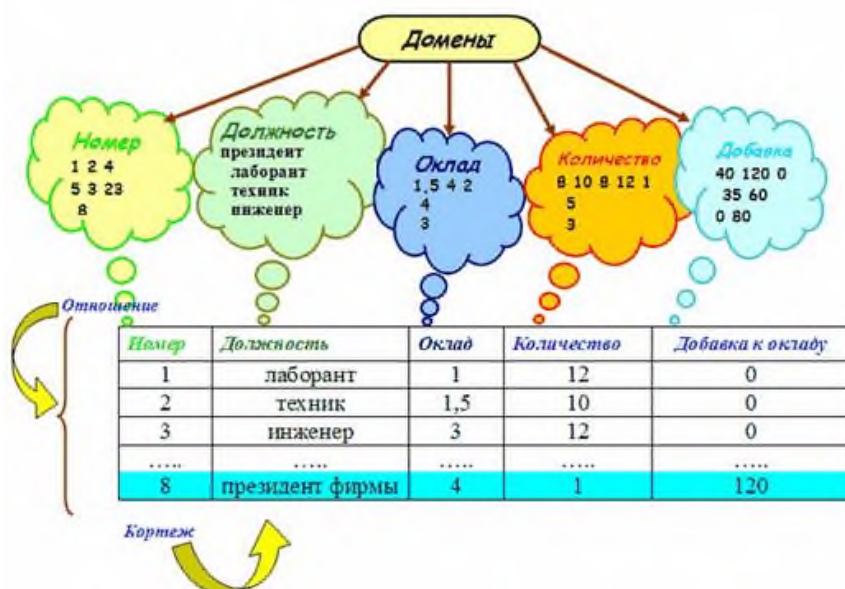 Домены
Номер
1 2 4
5 3 23
8
Должность
президент
лаборант
техник
инженер
Оклад
1,5 4 2
4
3
Количество
8 10 8 12 1
5
3
Добавка
40 120 0
35 60
0 80
Отношение
Номер Должность Оклад Количество Добавка к окладу
1 лаборант 1 12 0
2 техник 1,5 10 0
3 инженер 3 12 0
..... ..... ..... ..... .....
8 президент фирмы 4 1 120
Кортеж